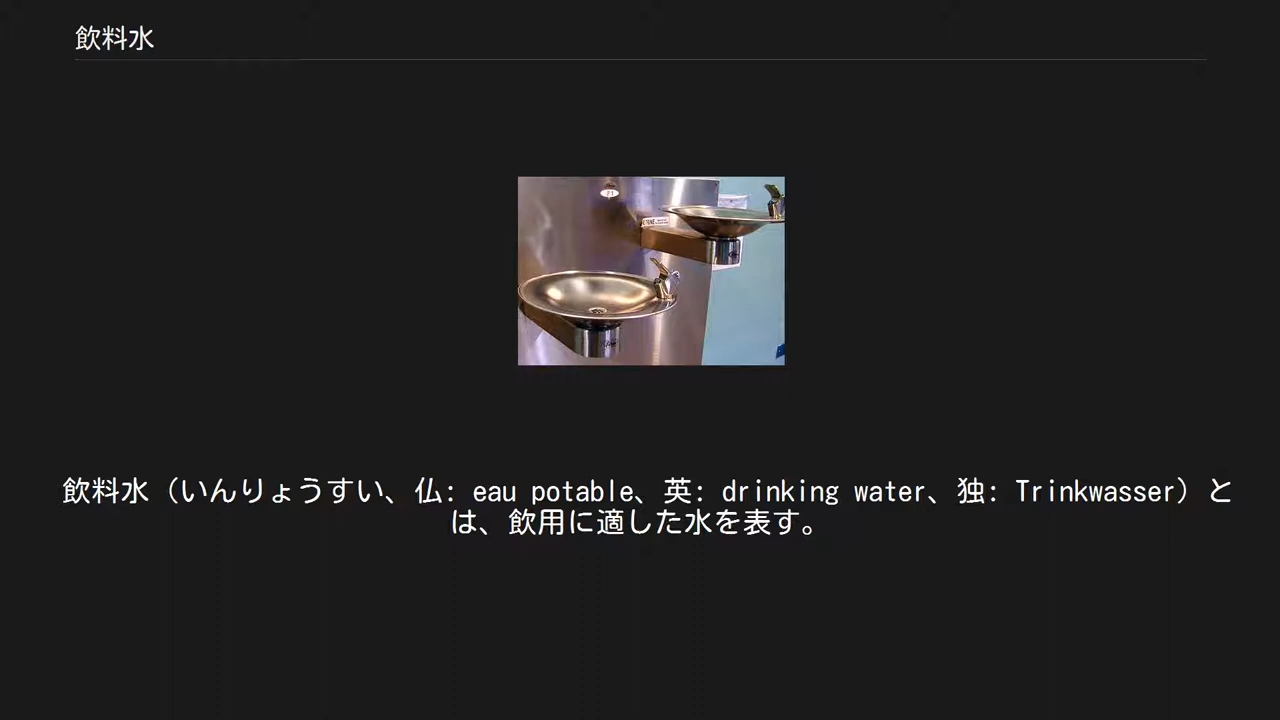 飲料水
飲料水（いんりょうすい、仏: eau potable、英: drinking water、独: Trinkwasser）と
は、飲用に適した水を表す。